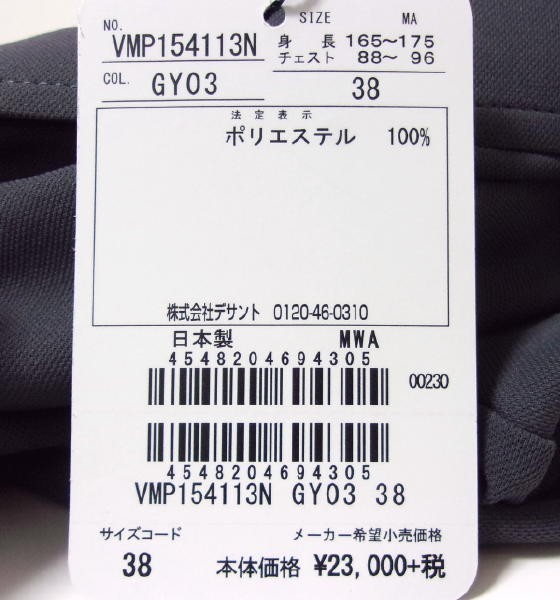 NO. VMP154113N
SIZE MA
身長 165～175
チェスト 88～ 96
COL. GY03
38
法定表示
ポリエステル 100%
株式会社デサント 0120-46-0310
日本製 MWA
4548204694305
00230
4548204694305
VMP154113N GY03 38
サイズコード メーカー希望小売価格
38 本体価格 ¥23,000+税